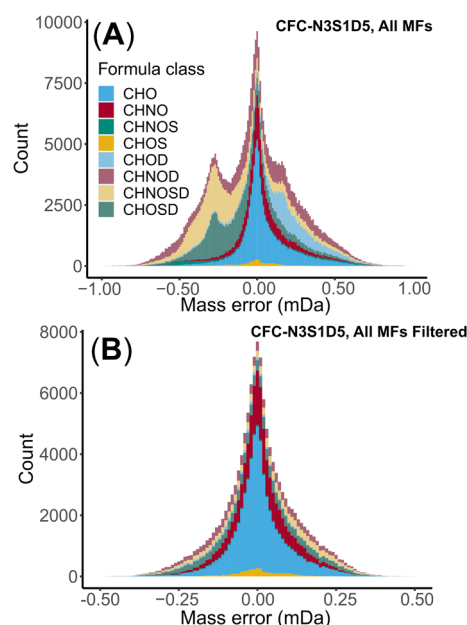 (A)
CFC-N3S1D5, All MFs
Formula class
CHO
CHNO
CHNOS
CHOS
CHOD
CHNOD
CHNOSD
CHOSD
Count
10000
7500
5000
2500
0
−1.00
−0.50
0.00
0.50
1.00
Mass error (mDa)
(B)
CFC-N3S1D5, All MFs Filtered
Count
8000
6000
4000
2000
0
-0.50
-0.25
0.00
0.25
0.50
Mass error (mDa)